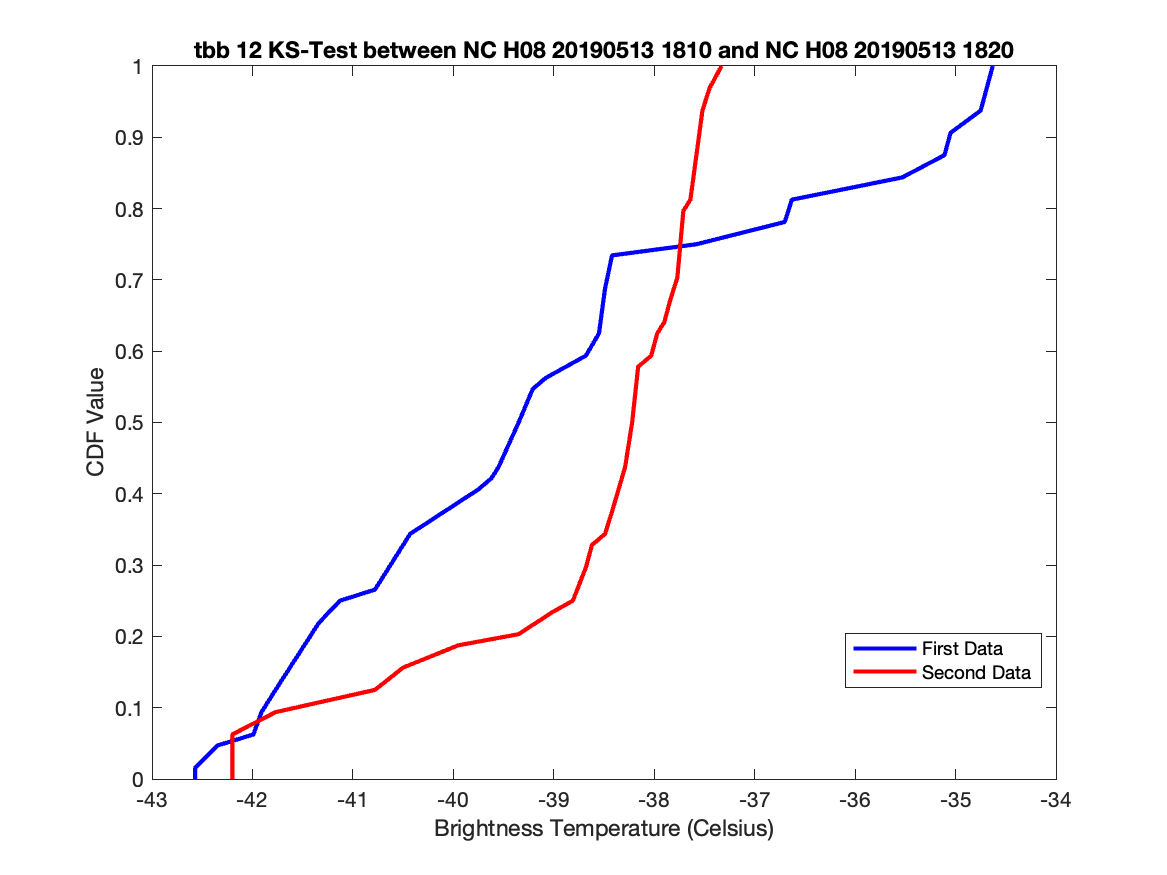 tbb 12 KS-Test between NC H08 20190513 1810 and NC H08 20190513 1820
1
0.9
0.8
0.7
0.6
0.5
0.4
0.3
0.2
0.1
0
CDF Value
First Data
Second Data
-43 -42 -41 -40 -39 -38 -37 -36 -35 -34
Brightness Temperature (Celsius)